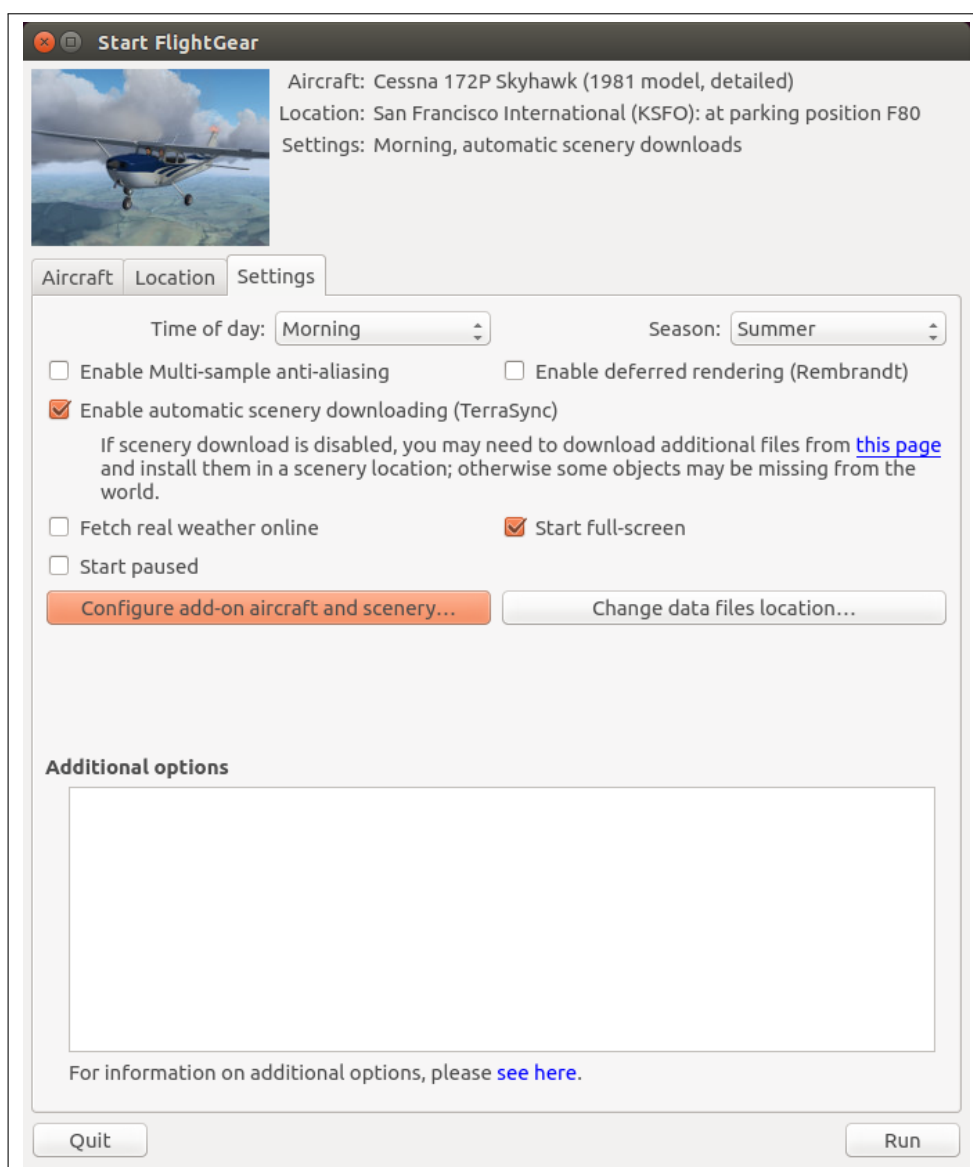 Start FlightGear
Aircraft: Cessna 172P Skyhawk (1981 model, detailed)
Location: San Francisco International (KSFO): at parking position F80
Settings: Morning, automatic scenery downloads
Aircraft Location Settings
Time of day: Morning Season: Summer
Enable Multi-sample anti-aliasing Enable deferred rendering (Rembrandt)
Enable automatic scenery downloading (TerraSync)
If scenery download is disabled, you may need to download additional files from this page
and install them in a scenery location; otherwise some objects may be missing from the
world.
Fetch real weather online Start full-screen
Start paused
Configure add-on aircraft and scenery... Change data files location...
Additional options
For information on additional options, please see here.
Quit Run